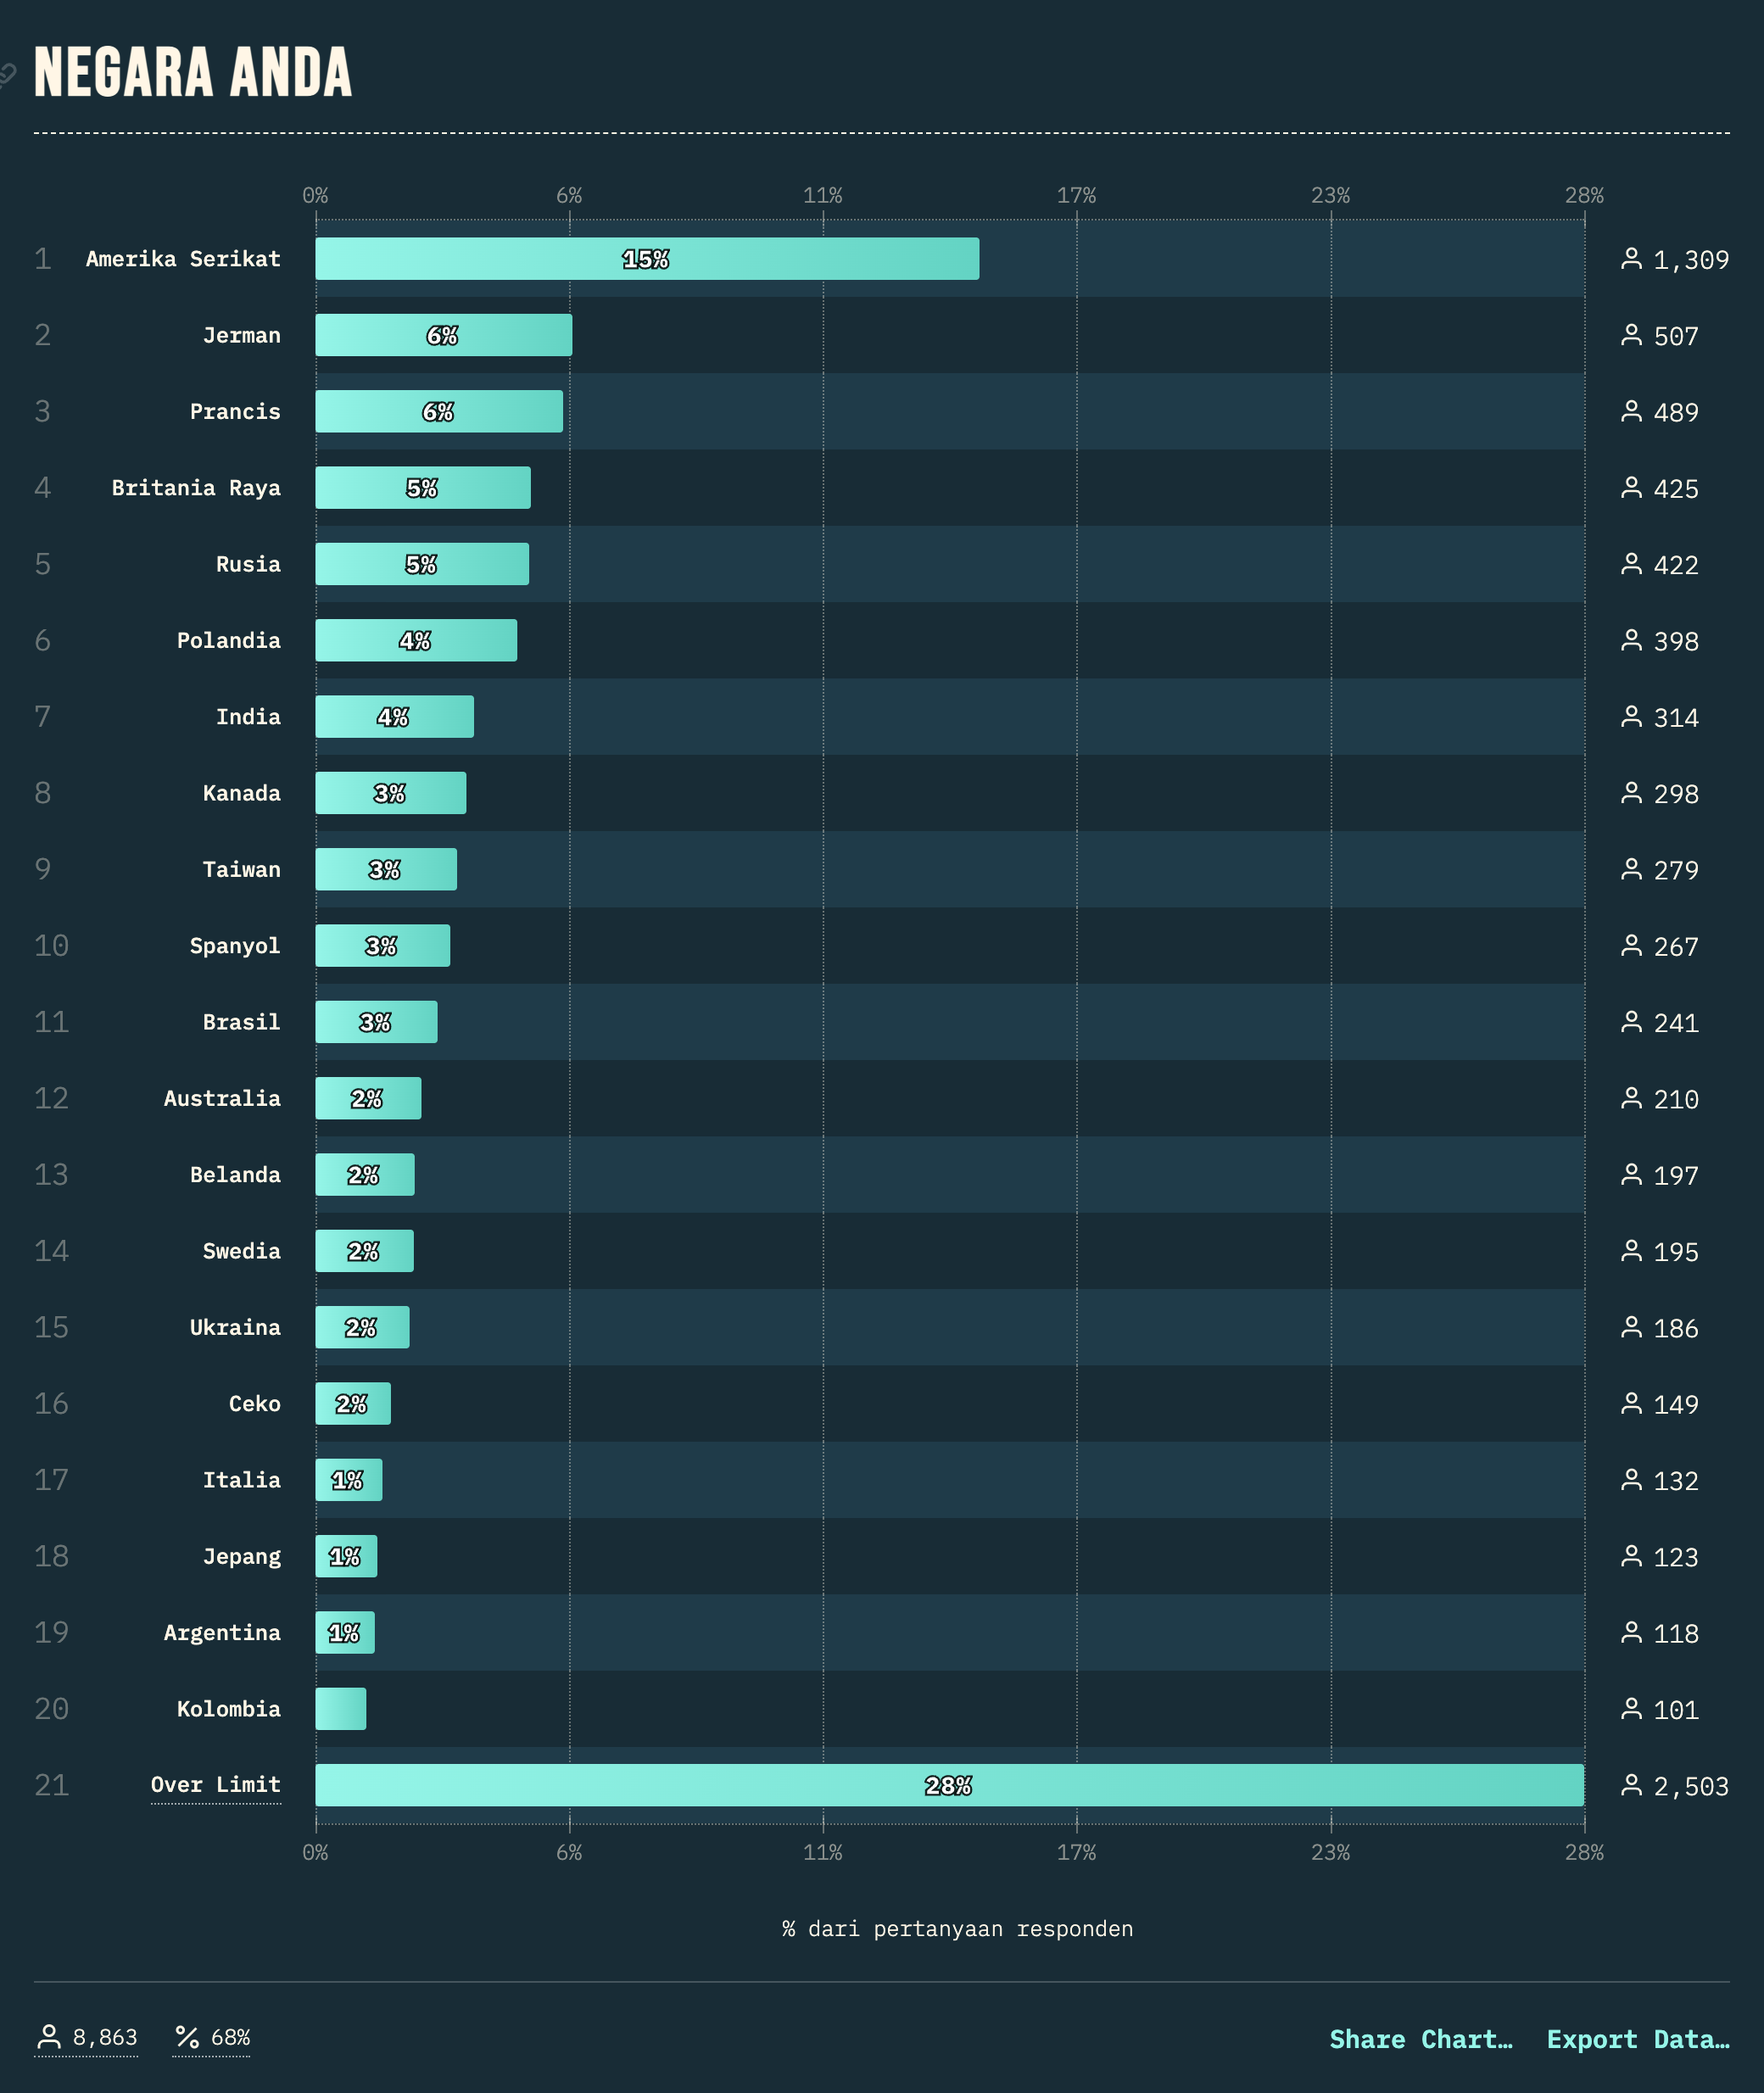 NEGARA ANDA
0% 6% 11% 17% 23% 28%
1 Amerika Serikat 15% 1,309
2 Jerman 6% 507
3 Prancis 6% 489
4 Britania Raya 5% 425
5 Rusia 5% 422
6 Polandia 4% 398
7 India 4% 314
8 Kanada 3% 298
9 Taiwan 3% 279
10 Spanyol 3% 267
11 Brasil 3% 241
12 Australia 2% 210
13 Belanda 2% 197
14 Swedia 2% 195
15 Ukraina 2% 186
16 Ceko 2% 149
17 Italia 1% 132
18 Jepang 1% 123
19 Argentina 1% 118
20 Kolombia 101
21 Over Limit 28% 2,503
0% 6% 11% 17% 23% 28%
% dari pertanyaan responden
8,863 68% Share Chart… Export Data…